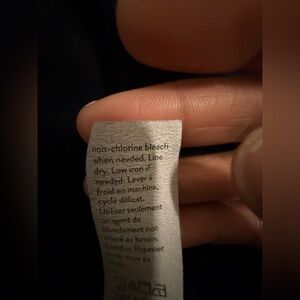 non-chlorine bleach
when needed. Line
dry. Low iron if
needed. Laver à
froid en machine,
cycle délicat.
Utiliser seulement
un agent de
blanchiment non
chloré au besoin.
Repasser